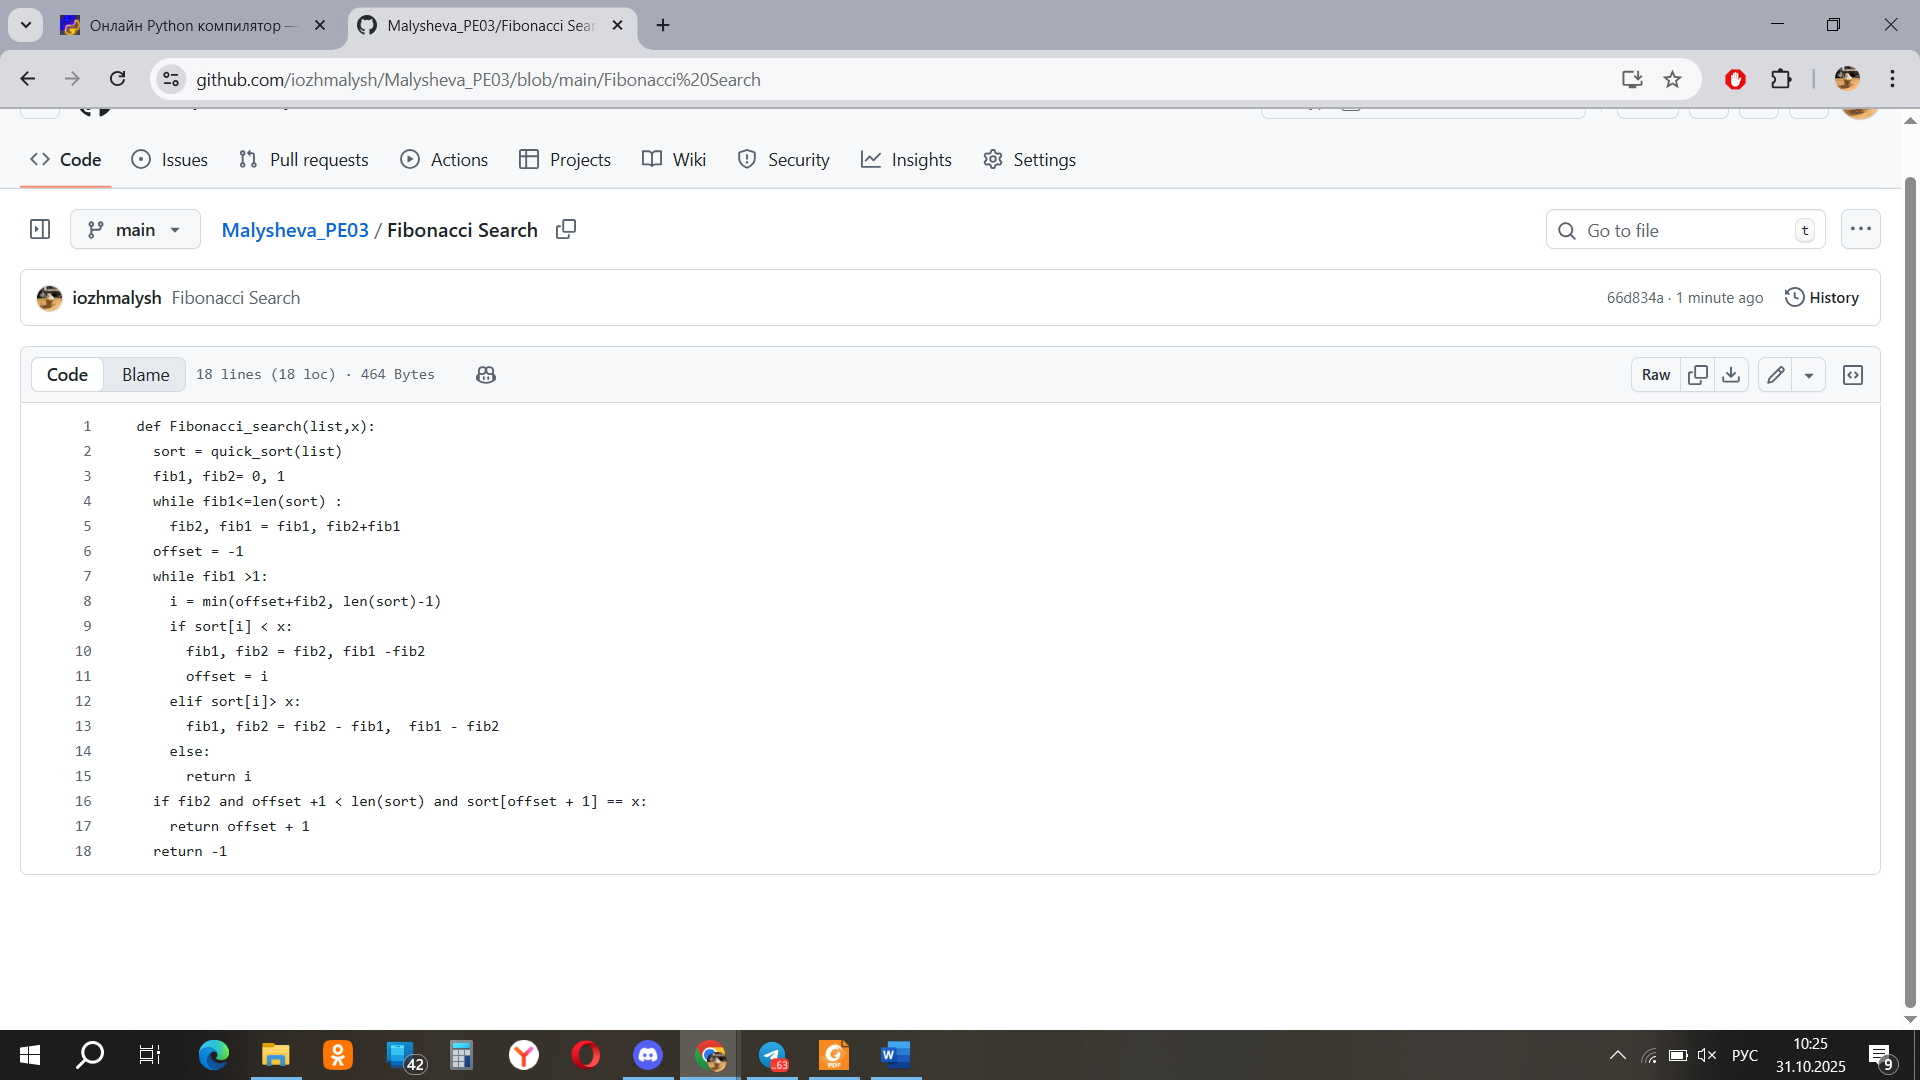 Онлайн Python компилятор —
Malysheva_PE03/Fibonacci Sear
github.com/iozhmalysh/Malysheva_PE03/blob/main/Fibonacci%20Search
Code
Issues
Pull requests
Actions
Projects
Wiki
Security
Insights
Settings
main
Malysheva_PE03 / Fibonacci Search
Go to file
t
iozhmalysh Fibonacci Search
66d834a · 1 minute ago
History
Code
Blame
18 lines (18 loc) · 464 Bytes
Raw
1 def Fibonacci_search(list,x):
2 sort = quick_sort(list)
3 fib1, fib2= 0, 1
4 while fib1<=len(sort) :
5 fib2, fib1 = fib1, fib2+fib1
6 offset = -1
7 while fib1 >1:
8 i = min(offset+fib2, len(sort)-1)
9 if sort[i] < x:
10 fib1, fib2 = fib2, fib1 -fib2
11 offset = i
12 elif sort[i]> x:
13 fib1, fib2 = fib2 - fib1,  fib1 - fib2
14 else:
15 return i
16 if fib2 and offset +1 < len(sort) and sort[offset + 1] == x:
17 return offset + 1
18 return -1
42
63
PDF
W
РУС
10:25
31.10.2025
9